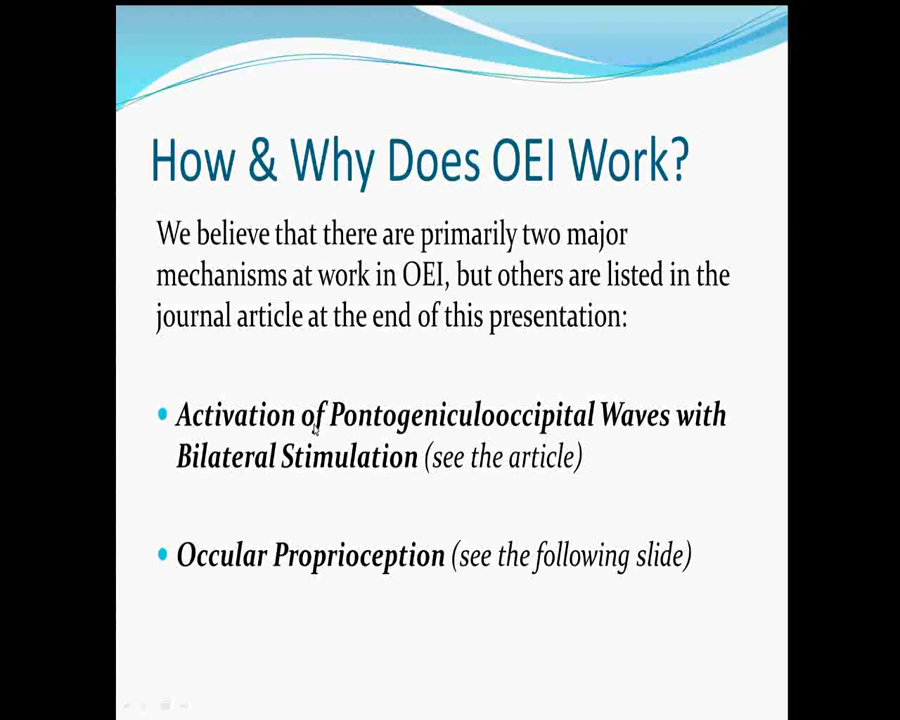 How & Why Does OEI Work?
We believe that there are primarily two major
mechanisms at work in OEI, but others are listed in the
journal article at the end of this presentation:
• Activation of Pontogeniculooccipital Waves with
Bilateral Stimulation (see the article)
• Occular Proprioception (see the following slide)